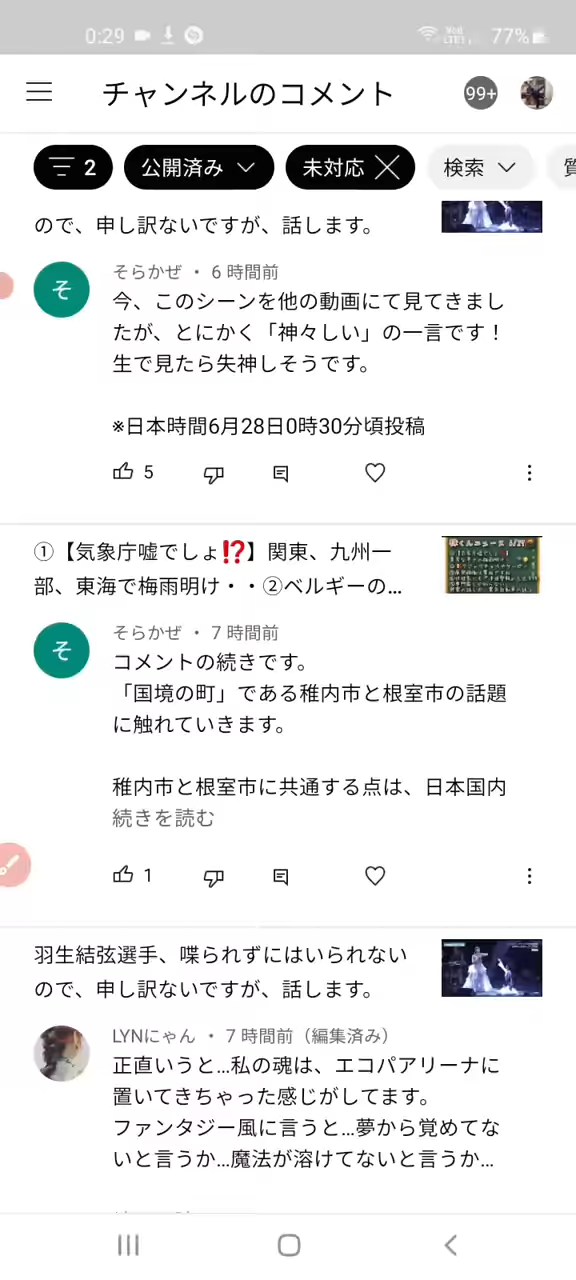 0:29
77%
チャンネルのコメント
99+
2
公開済み
未対応
検索
質
ので、申し訳ないですが、話します。
そ
そらかぜ ・ 6 時間前
今、このシーンを他の動画にて見てきまし
たが、とにかく「神々しい」の一言です！
生で見たら失神しそうです。
※日本時間6月28日0時30分頃投稿
5
①【気象庁嘘でしょ⁉️】関東、九州一
部、東海で梅雨明け・・②ベルギーの...
そ
そらかぜ ・ 7 時間前
コメントの続きです。
「国境の町」である稚内市と根室市の話題
に触れていきます。
稚内市と根室市に共通する点は、日本国内
続きを読む
1
羽生結弦選手、喋られずにはいられない
ので、申し訳ないですが、話します。
LYNにゃん ・ 7 時間前（編集済み）
正直いうと...私の魂は、エコパアリーナに
置いてきちゃった感じがしてます。
ファンタジー風に言うと...夢から覚めてな
いと言うか...魔法が溶けてないと言うか...